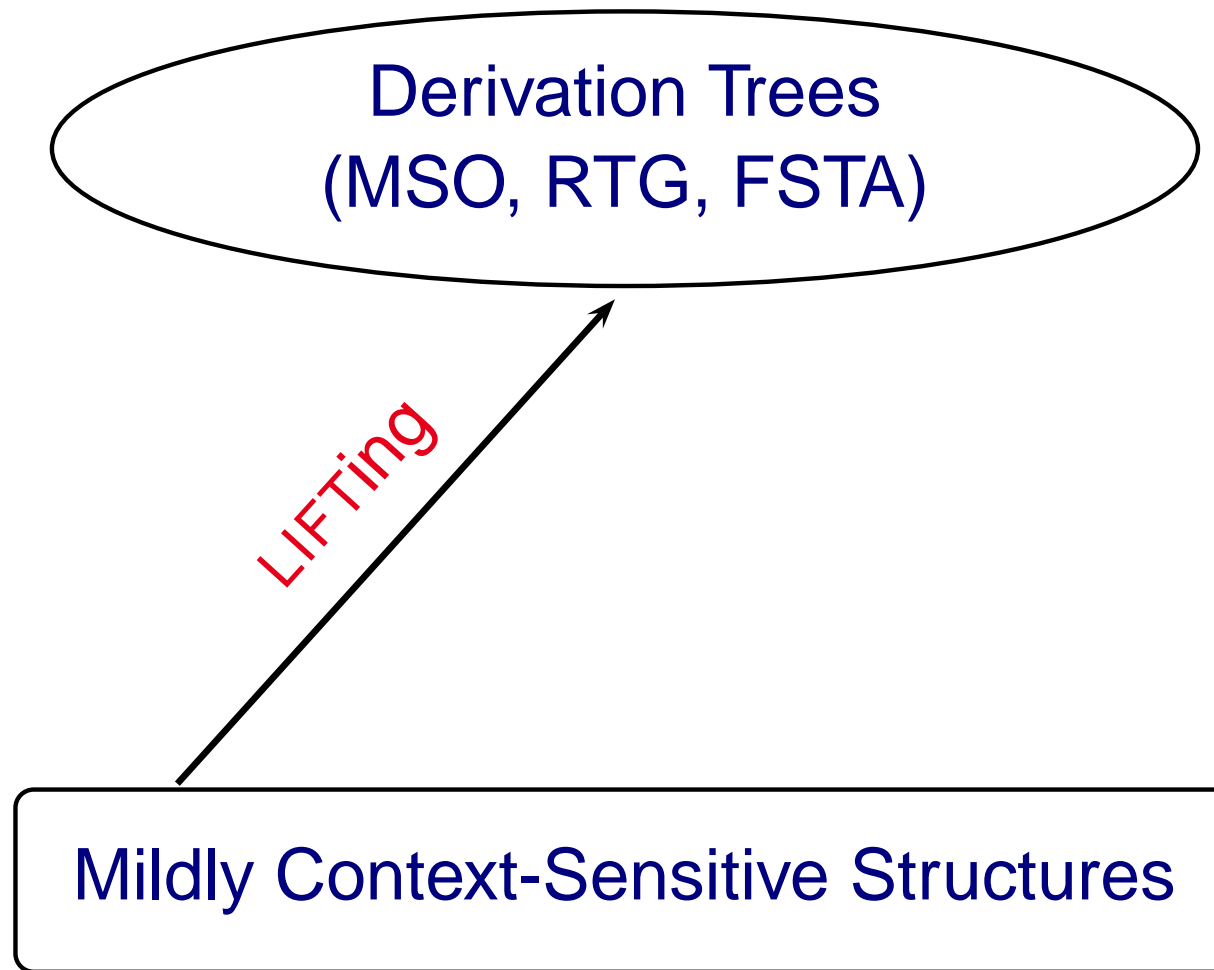 Derivation Trees
(MSO, RTG, FSTA)
LIFTing
Mildly Context-Sensitive Structures